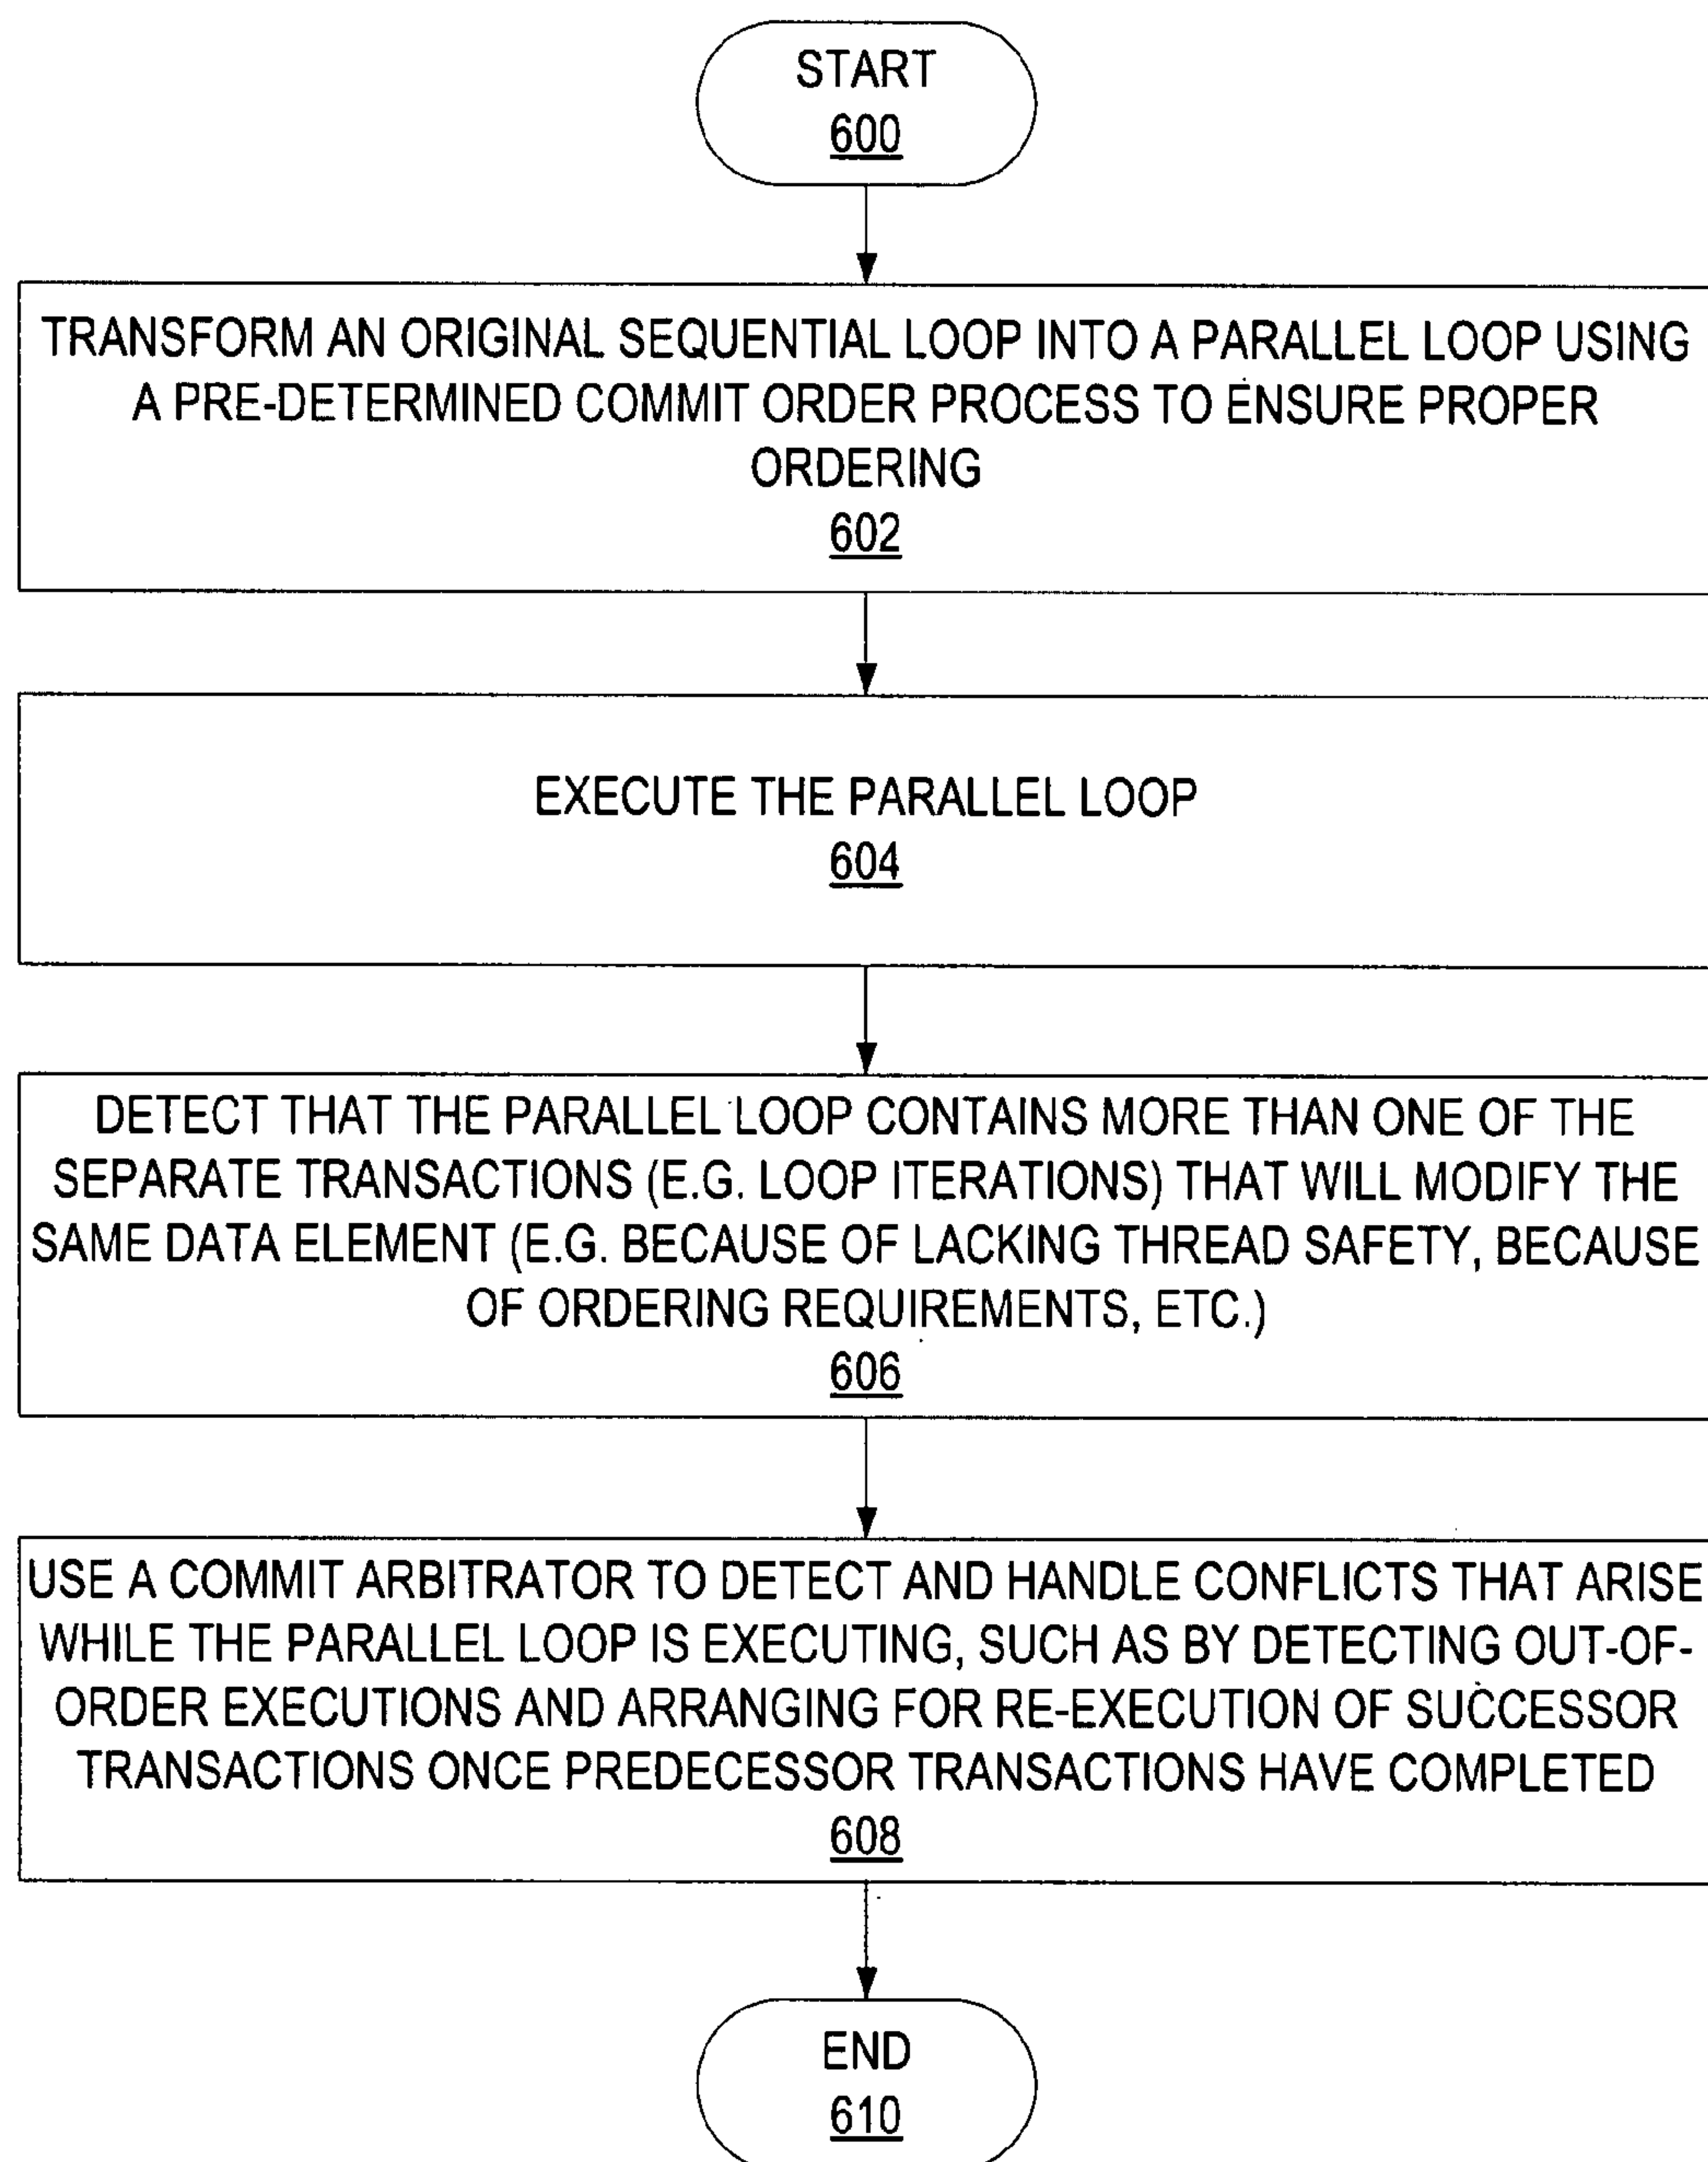 START
600
TRANSFORM AN ORIGINAL SEQUENTIAL LOOP INTO A PARALLEL LOOP USING
A PRE-DETERMINED COMMIT ORDER PROCESS TO ENSURE PROPER
ORDERING
602
EXECUTE THE PARALLEL LOOP
604
DETECT THAT THE PARALLEL LOOP CONTAINS MORE THAN ONE OF THE
SEPARATE TRANSACTIONS (E.G. LOOP ITERATIONS) THAT WILL MODIFY THE
SAME DATA ELEMENT (E.G. BECAUSE OF LACKING THREAD SAFETY, BECAUSE
OF ORDERING REQUIREMENTS, ETC.)
606
USE A COMMIT ARBITRATOR TO DETECT AND HANDLE CONFLICTS THAT ARISE
WHILE THE PARALLEL LOOP IS EXECUTING, SUCH AS BY DETECTING OUT-OF-
ORDER EXECUTIONS AND ARRANGING FOR RE-EXECUTION OF SUCCESSOR
TRANSACTIONS ONCE PREDECESSOR TRANSACTIONS HAVE COMPLETED
608
END
610